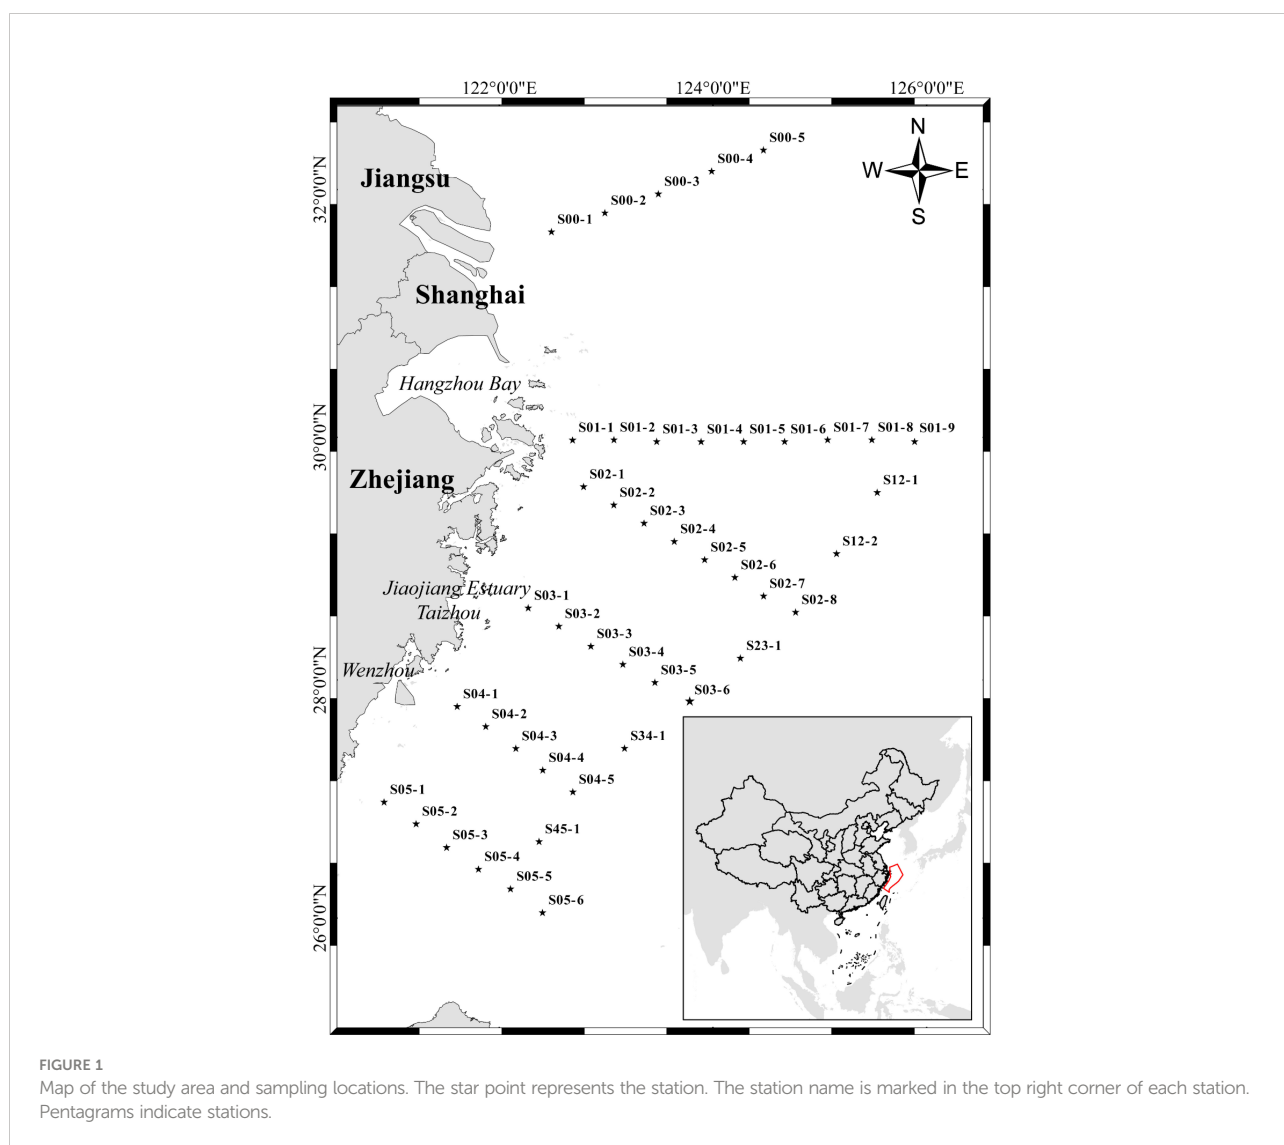 122°0'0"E 124°0'0"E 126°0'0"E
32°0'0"N
30°0'0"N
28°0'0"N
26°0'0"N
N
W E
S
Jiangsu
Shanghai
Hangzhou Bay
Zhejiang
Jiaojiang Estuary
Taizhou
Wenzhou
S00-5
S00-4
S00-3
S00-2
S00-1
S01-1 S01-2 S01-3 S01-4 S01-5 S01-6 S01-7 S01-8 S01-9
S02-1
S02-2
S02-3
S02-4
S02-5
S02-6
S02-7
S02-8
S12-1
S12-2
S03-1
S03-2
S03-3
S03-4
S03-5
S03-6
S23-1
S34-1
S04-1
S04-2
S04-3
S04-4
S04-5
S45-1
S05-1
S05-2
S05-3
S05-4
S05-5
S05-6
FIGURE 1
Map of the study area and sampling locations. The star point represents the station. The station name is marked in the top right corner of each station.
Pentagrams indicate stations.